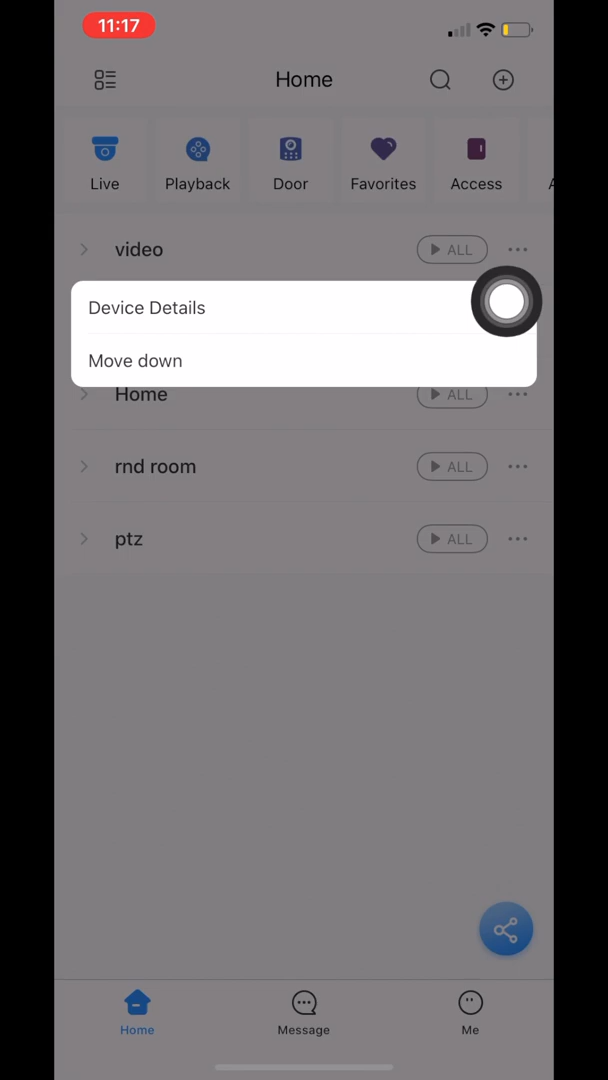 11:17
Home
Live Playback Door Favorites Access A
video ALL
Device Details
Move down
Home ALL
rnd room ALL
ptz ALL
Home Message Me